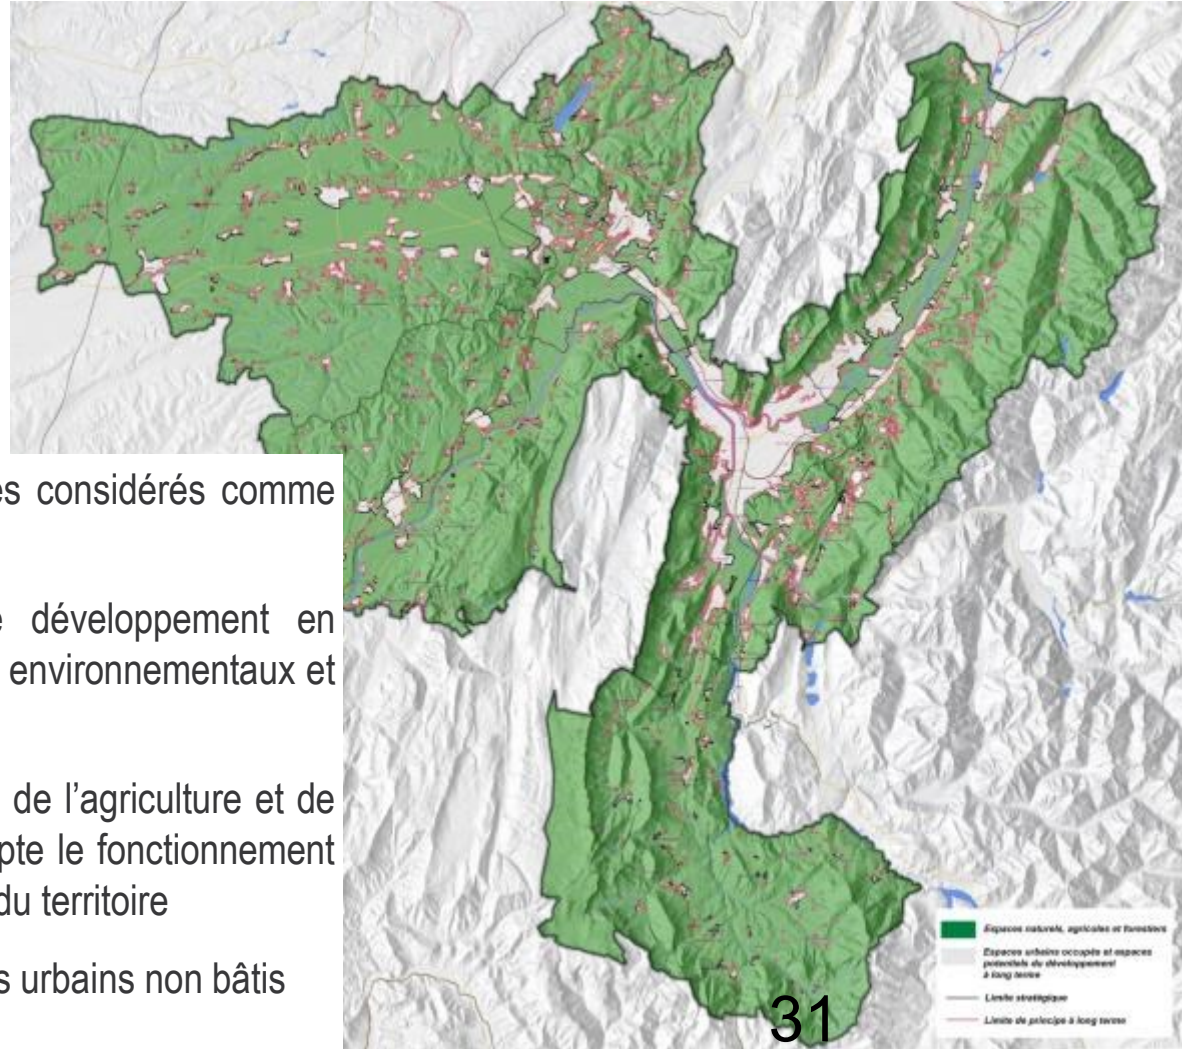 es considérés comme
e développement en
environnementaux et
de l’agriculture et de
pte le fonctionnement
du territoire
s urbains non bâtis
31
Espaces naturels, agricoles et forestiers
Espaces urbains occupés et espaces
potentiels du développement
à long terme
Limite stratégique
Limite de principe à long terme